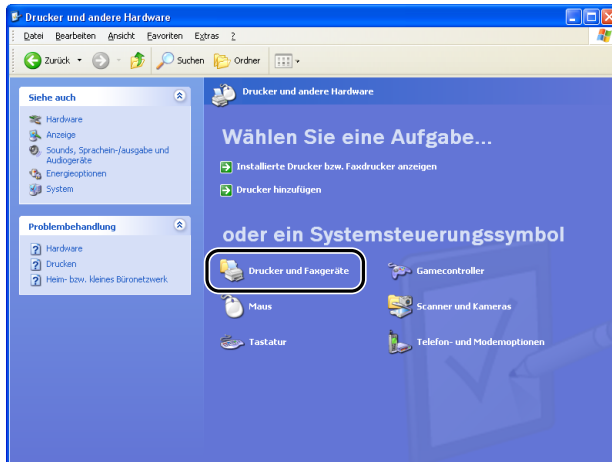 Drucker und andere Hardware
Datei Bearbeiten Ansicht Favoriten Extras ?
Zurück Suchen Ordner
Siehe auch
Hardware
Anzeige
Sounds, Sprachein-/ausgabe und
Audiogeräte
Energieoptionen
System
Problembehandlung
Hardware
Drucken
Heim- bzw. kleines Büronetzwerk
Drucker und andere Hardware
Wählen Sie eine Aufgabe...
Installierte Drucker bzw. Faxdrucker anzeigen
Drucker hinzufügen
oder ein Systemsteuerungssymbol
Drucker und Faxgeräte
Gamecontroller
Maus
Scanner und Kameras
Tastatur
Telefon- und Modemoptionen